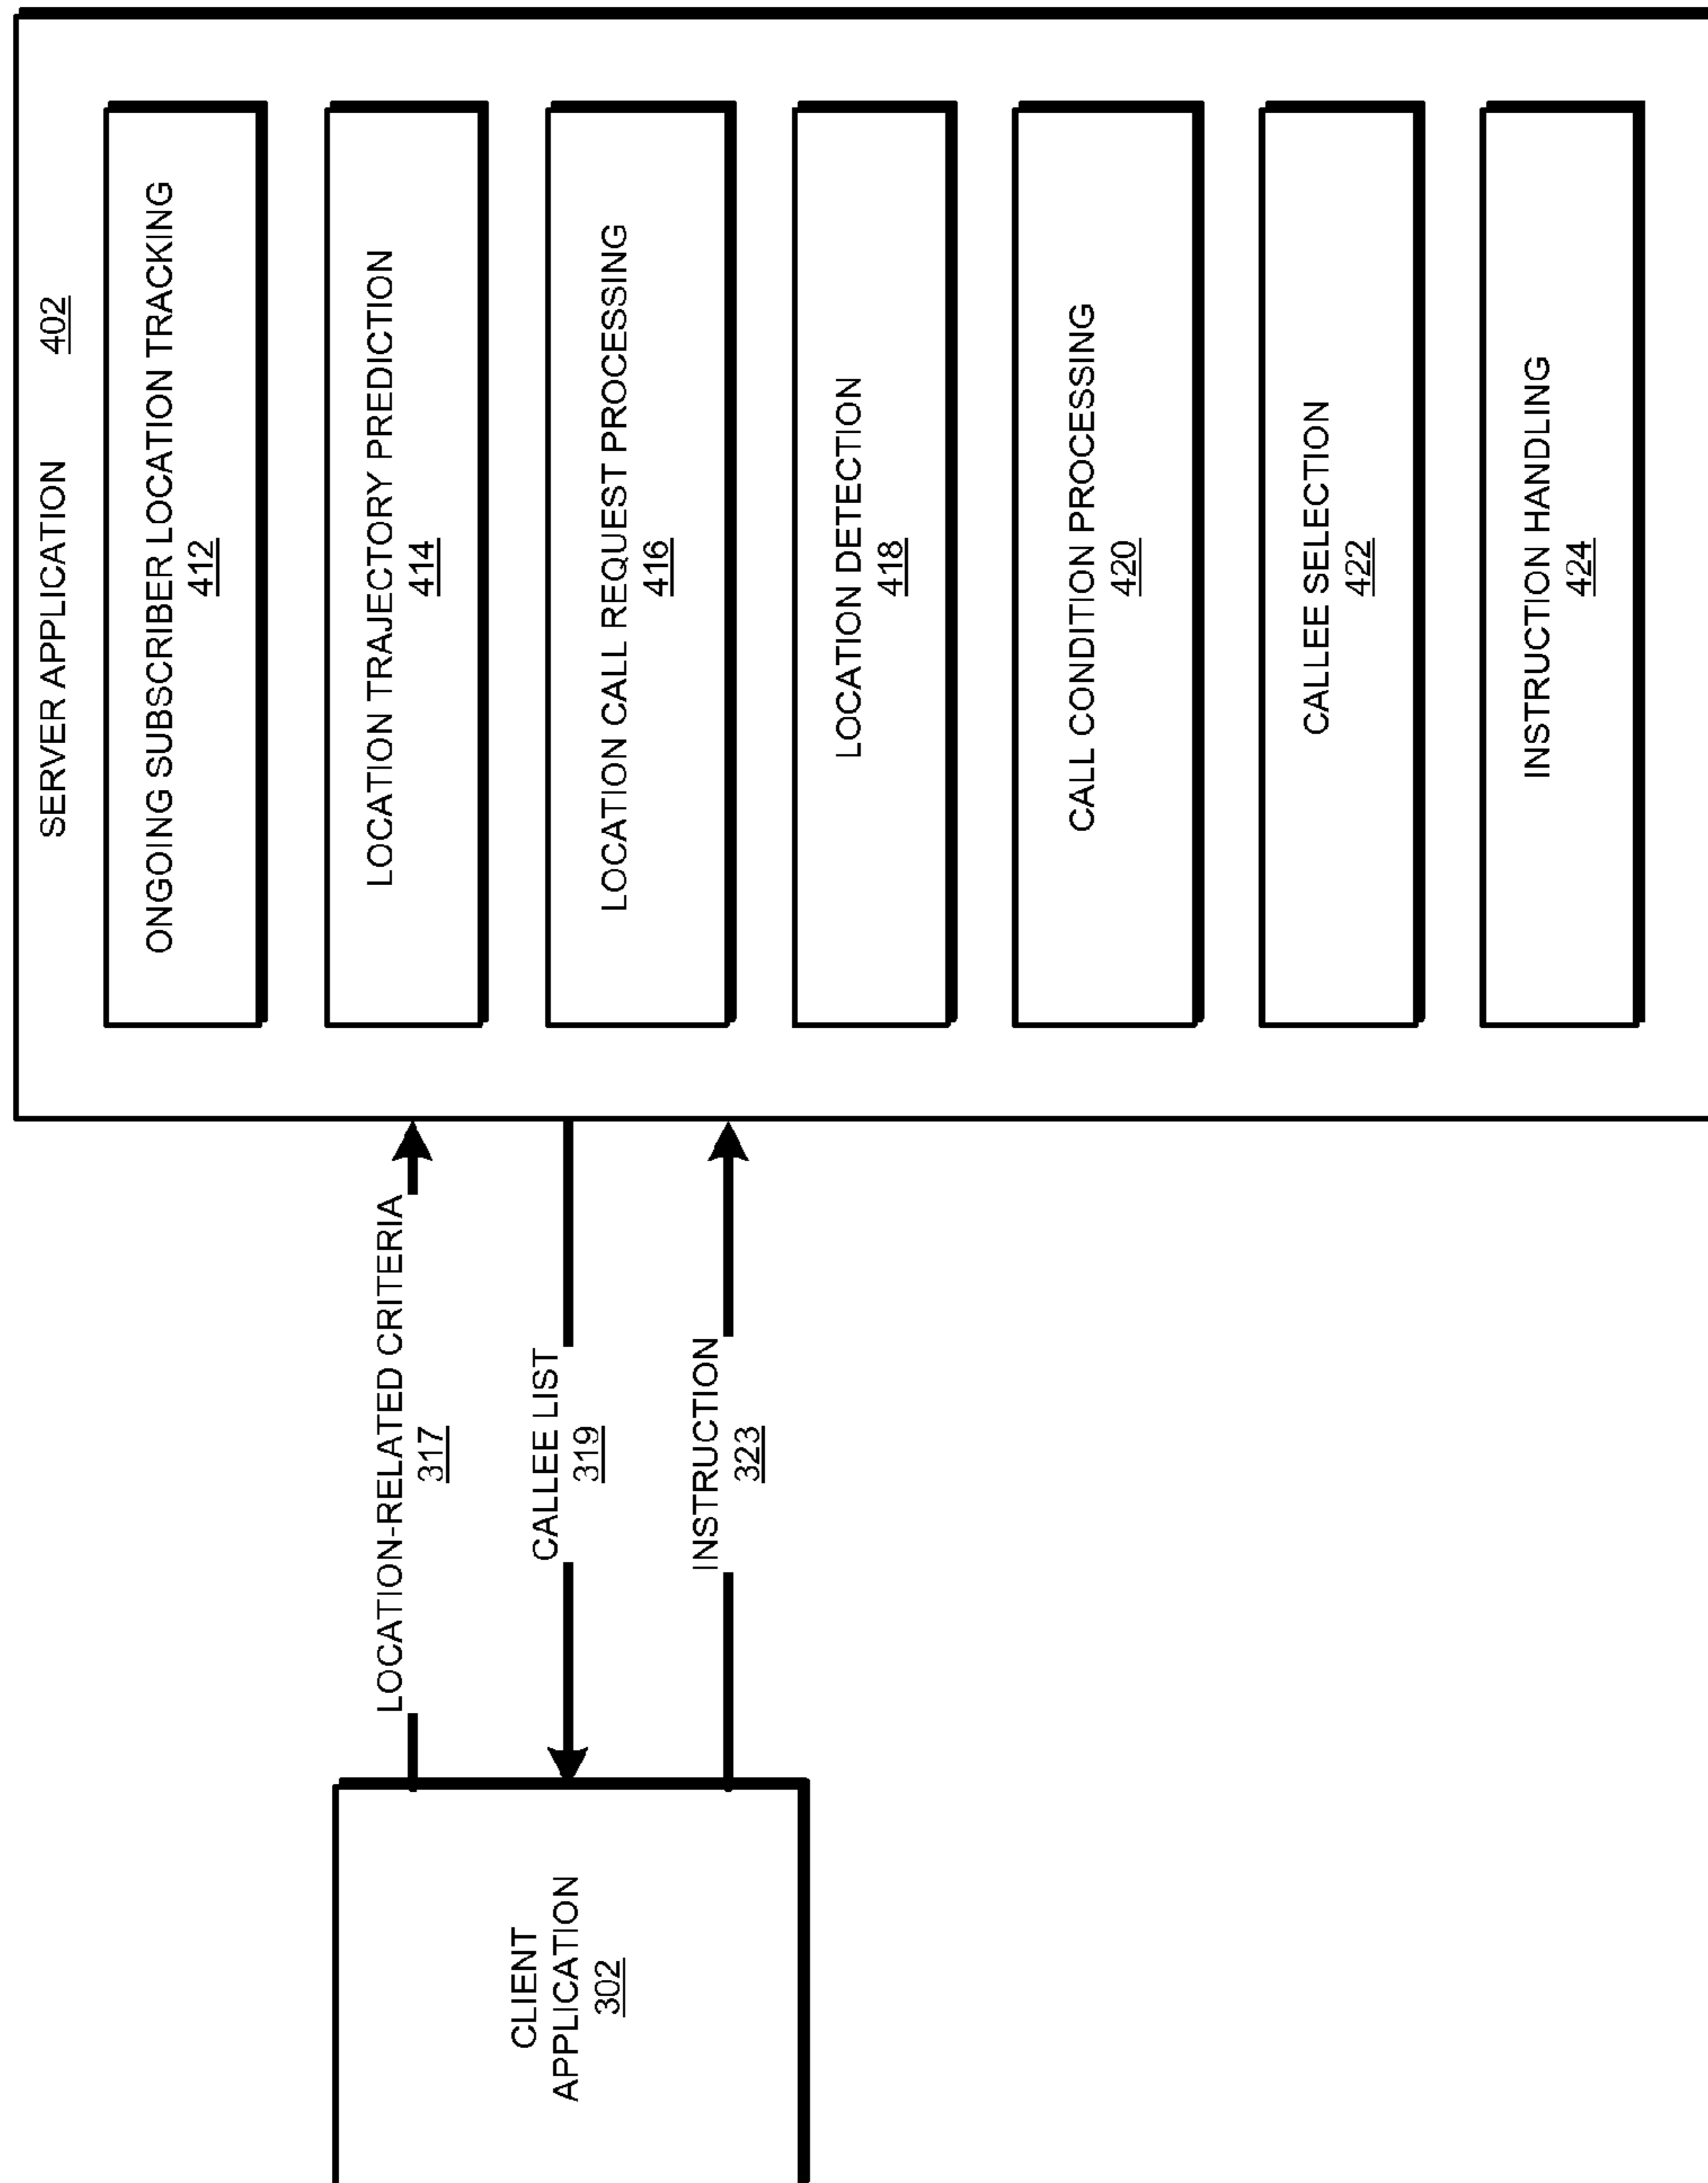 CLIENT
APPLICATION
302
LOCATION-RELATED CRITERIA
317
CALLEE LIST
319
INSTRUCTION
323
SERVER APPLICATION 402
ONGOING SUBSCRIBER LOCATION TRACKING
412
LOCATION TRAJECTORY PREDICTION
414
LOCATION CALL REQUEST PROCESSING
416
LOCATION DETECTION
418
CALL CONDITION PROCESSING
420
CALLEE SELECTION
422
INSTRUCTION HANDLING
424